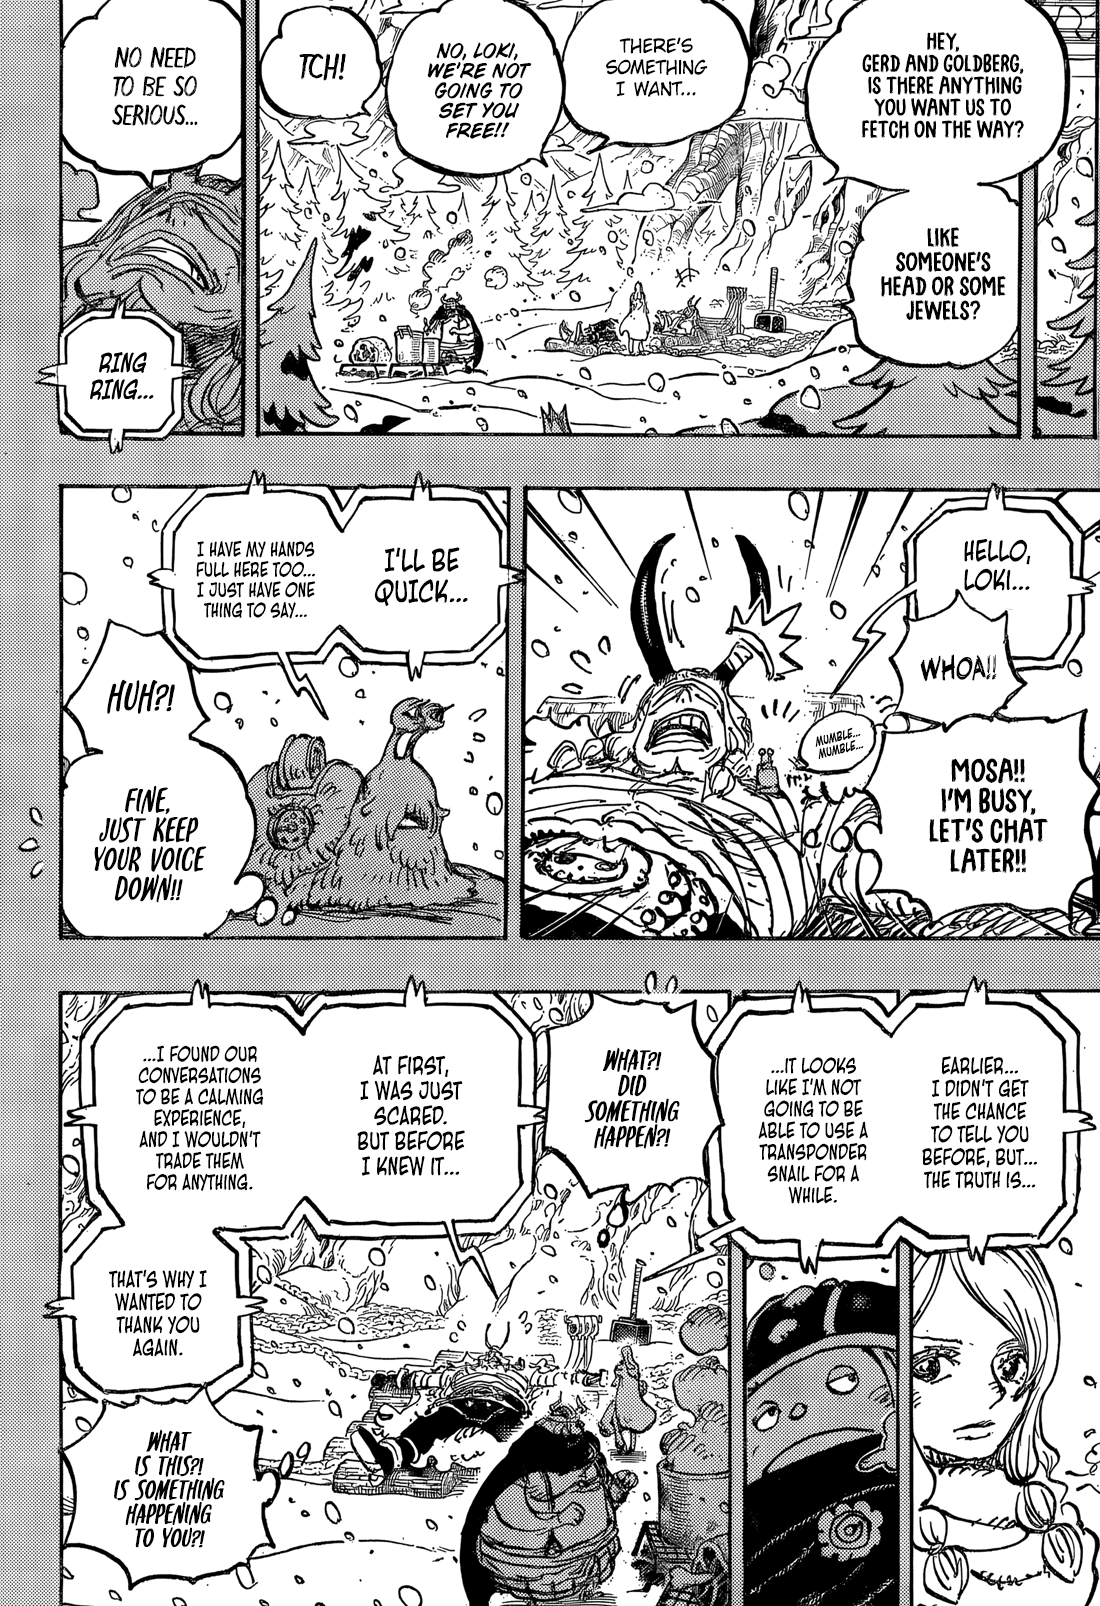 HEY,
GERD AND GOLDBERG,
IS THERE ANYTHING
YOU WANT US TO
FETCH ON THE WAY?
LIKE
SOMEONE'S
HEAD OR SOME
JEWELS?
THERE'S
SOMETHING
I WANT...
NO, LOKI,
WE'RE NOT
GOING TO
SET YOU
FREE!!
TCH!
NO NEED
TO BE SO
SERIOUS...
RING
RING...
HELLO,
LOKI...
WHOA!!
MUMBLE...
MUMBLE...
MOSA!!
I'M BUSY,
LET'S CHAT
LATER!!
I'LL BE
QUICK...
I HAVE MY HANDS
FULL HERE TOO...
I JUST HAVE ONE
THING TO SAY...
HUH?!
FINE,
JUST KEEP
YOUR VOICE
DOWN!!
EARLIER...
I DIDN'T GET
THE CHANCE
TO TELL YOU
BEFORE, BUT...
THE TRUTH IS...
...IT LOOKS
LIKE I'M NOT
GOING TO BE
ABLE TO USE A
TRANSPONDER
SNAIL FOR A
WHILE.
WHAT?!
DID
SOMETHING
HAPPEN?!
AT FIRST,
I WAS JUST
SCARED.
BUT BEFORE
I KNEW IT...
...I FOUND OUR
CONVERSATIONS
TO BE A CALMING
EXPERIENCE,
AND I WOULDN'T
TRADE THEM
FOR ANYTHING.
THAT'S WHY I
WANTED TO
THANK YOU
AGAIN.
WHAT
IS THIS?!
IS SOMETHING
HAPPENING
TO YOU?!